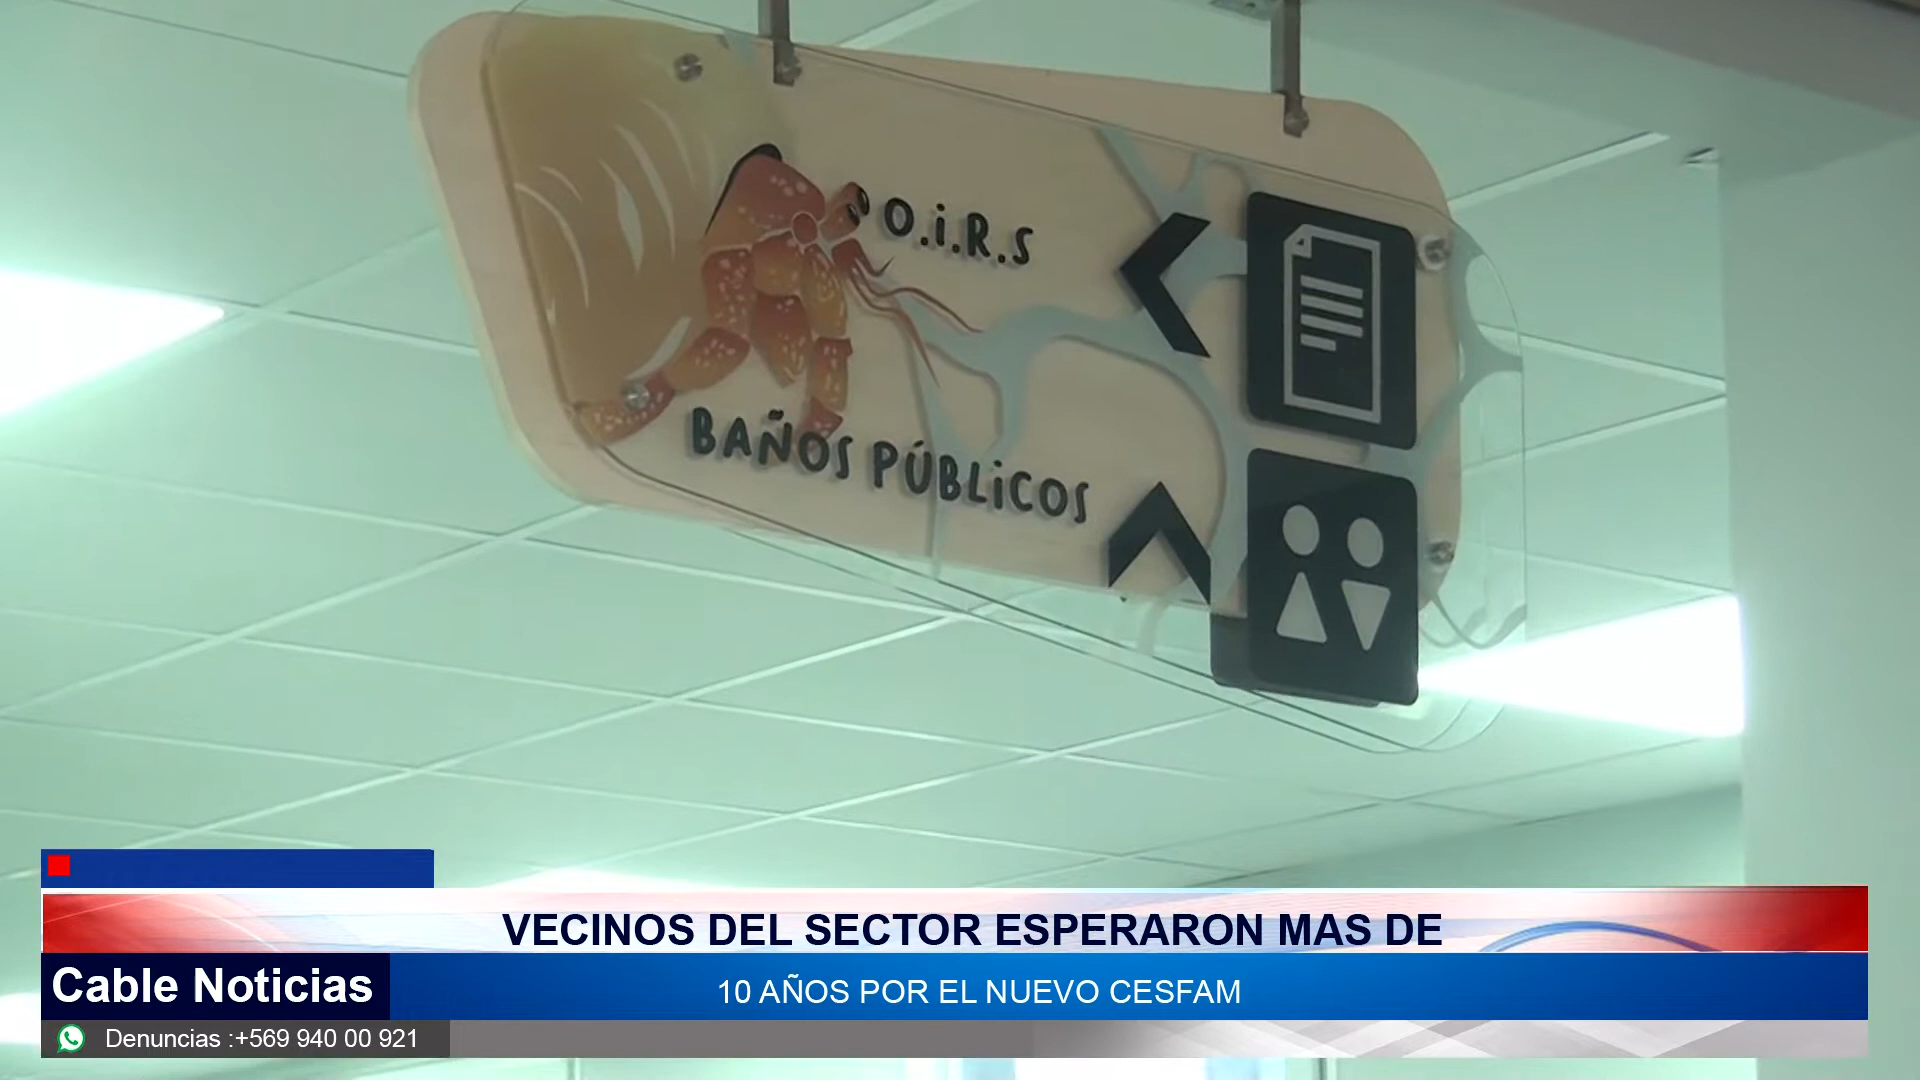 O.i.R.S
BAÑOS PÚBLiCOS
VECINOS DEL SECTOR ESPERARON MAS DE
Cable Noticias
10 AÑOS POR EL NUEVO CESFAM
Denuncias :+569 940 00 921